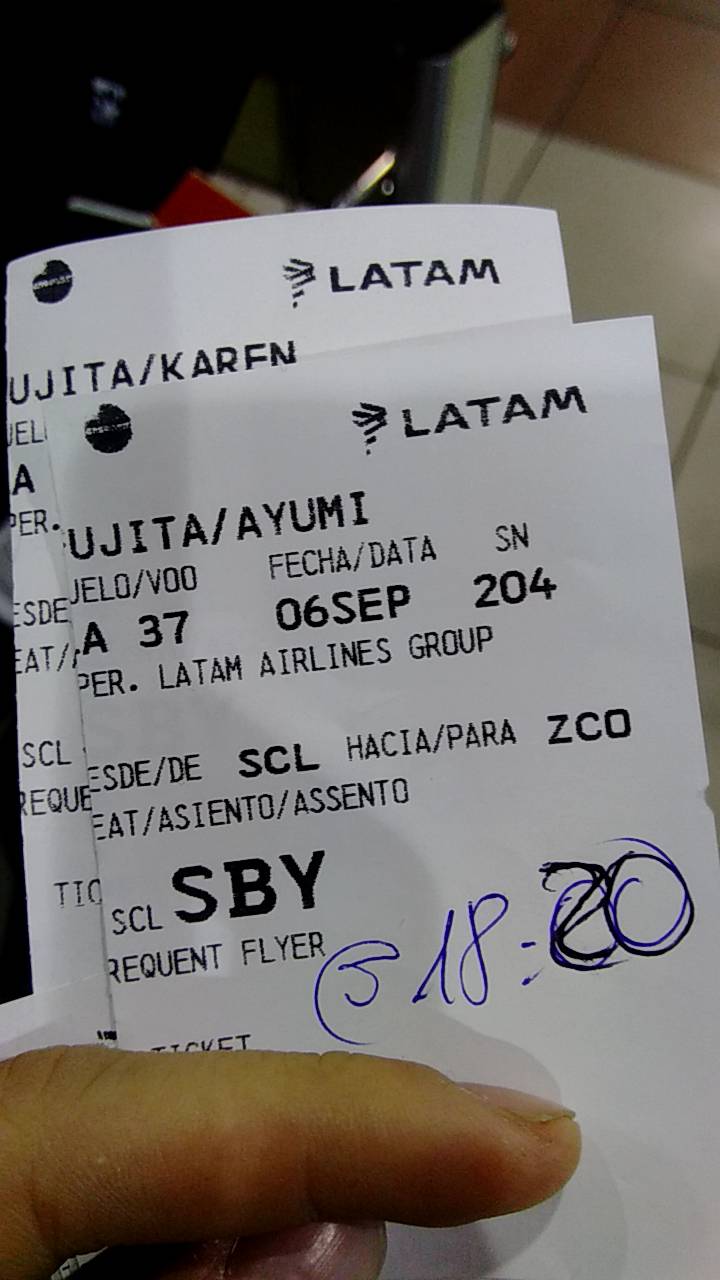 LATAM
UJITA/KAREN
JEL
A
PER.
ESDE
EAT/
SCL
REQUE
TIC
LATAM
UJITA/AYUMI
UELO/VOO FECHA/DATA SN
A 37 06SEP 204
PER. LATAM AIRLINES GROUP
ESDE/DE SCL HACIA/PARA ZCO
EAT/ASIENTO/ASSENTO
SCL SBY
REQUENT FLYER
5 18:20
TICKET